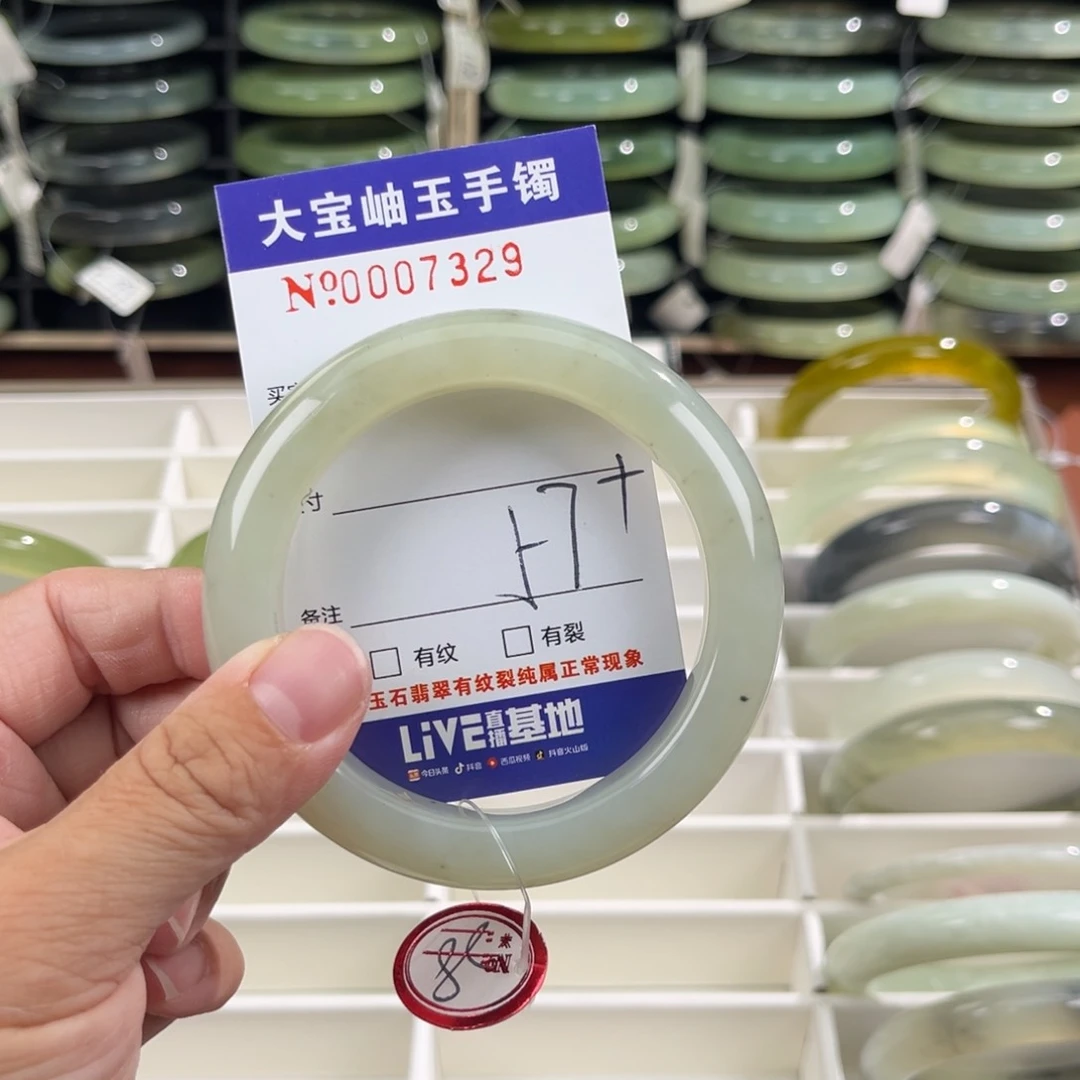 大宝岫玉手镯
Nº0007329
买
寸
备注
有纹 有裂
玉石翡翠有纹裂纯属正常现象
LiVE直播基地
今日头条 抖音 西瓜视频 抖音火山版